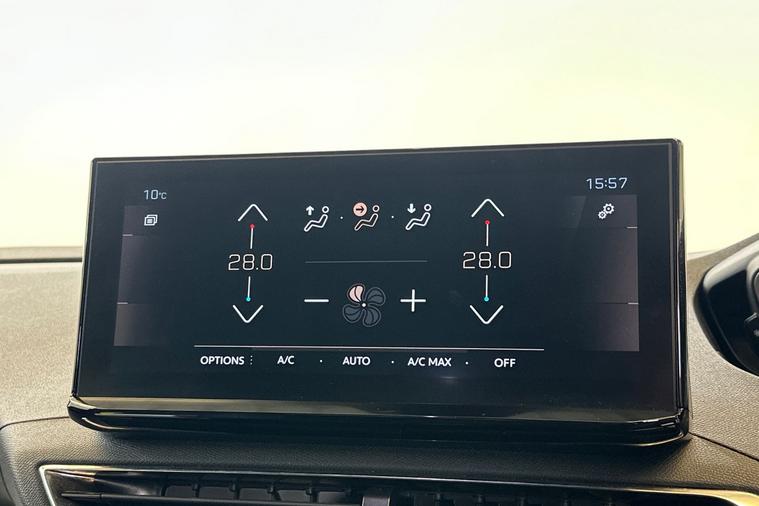 10°C
15:57
28.0
28.0
OPTIONS A/C AUTO A/C MAX OFF